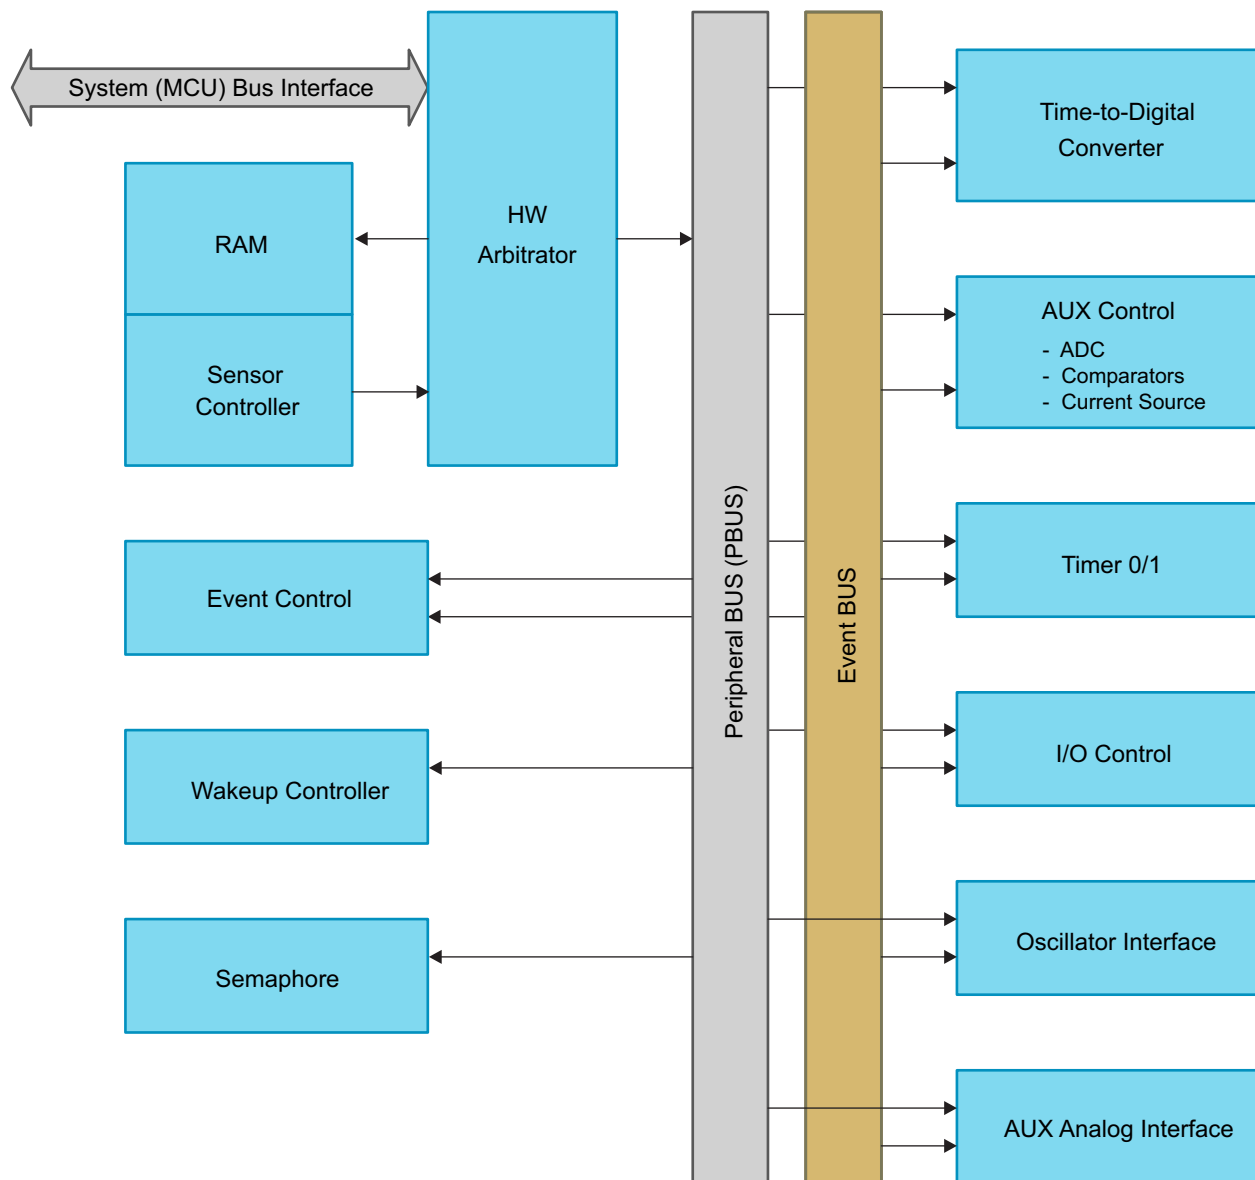 System (MCU) Bus Interface
HW
Arbitrator
RAM
Sensor
Controller
Event Control
Wakeup Controller
Semaphore
Peripheral BUS (PBUS)
Event BUS
Time-to-Digital
Converter
AUX Control
- ADC
- Comparators
- Current Source
Timer 0/1
I/O Control
Oscillator Interface
AUX Analog Interface